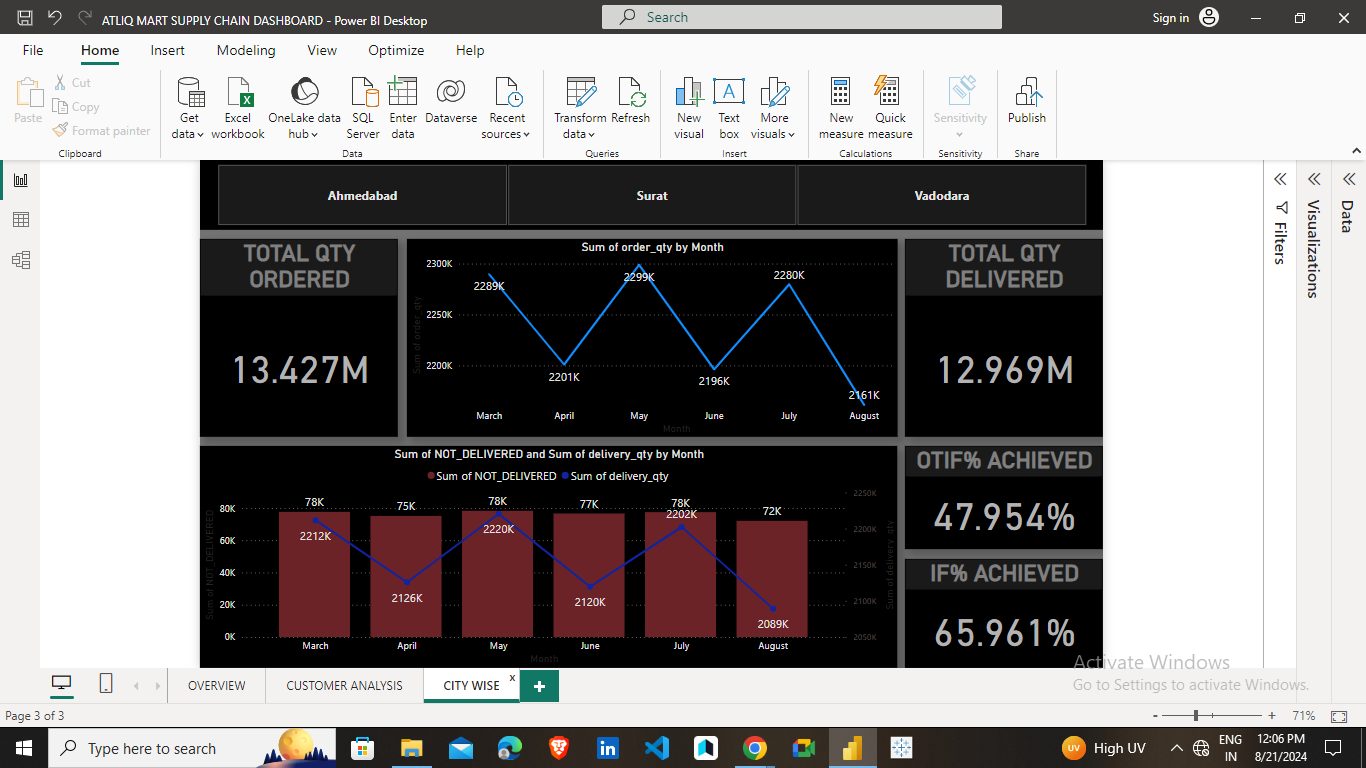 ATLIQ MART SUPPLY CHAIN DASHBOARD - Power BI Desktop
Search
Sign in
File Home Insert Modeling View Optimize Help
Paste
Cut
Copy
Format painter
Clipboard
Get data
Excel workbook
OneLake data hub
SQL Server
Enter data
Dataverse
Recent sources
Data
Transform data
Refresh
Queries
New visual
Text box
More visuals
Insert
New measure
Quick measure
Calculations
Sensitivity
Sensitivity
Publish
Share
Ahmedabad Surat Vadodara
TOTAL QTY
ORDERED
13.427M
Sum of order_qty by Month
Sum of order_qty
2300K
2250K
2200K
2289K
2201K
2299K
2196K
2280K
2161K
March April May June July August
Month
TOTAL QTY
DELIVERED
12.969M
Sum of NOT_DELIVERED and Sum of delivery_qty by Month
Sum of NOT_DELIVERED Sum of delivery_qty
Sum of NOT_DELIVERED
80K
60K
40K
20K
0K
78K 75K 78K 77K 78K 72K
2212K 2126K 2220K 2120K 2202K 2089K
2250K
2200K
2150K
2100K
2050K
Sum of delivery_qty
March April May June July August
Month
OTIF% ACHIEVED
47.954%
IF% ACHIEVED
65.961%
Filters
Visualizations
Data
Activate Windows
Go to Settings to activate Windows.
OVERVIEW CUSTOMER ANALYSIS CITY WISE x +
Page 3 of 3
- + 71%
Type here to search
UV High UV
ENG
IN
12:06 PM
8/21/2024